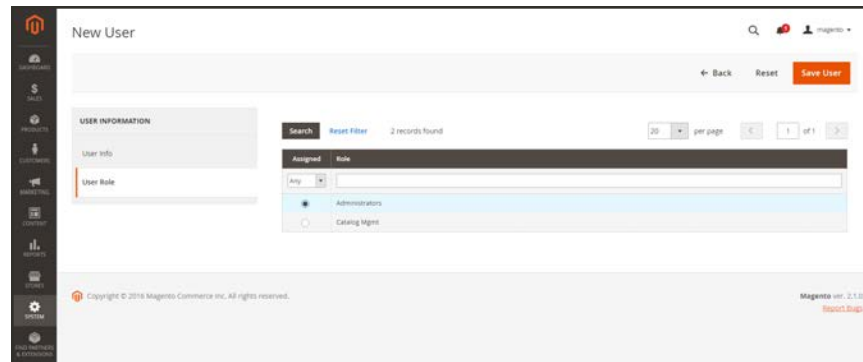 New User
magento
DASHBOARD
SALES
PRODUCTS
CUSTOMERS
MARKETING
CONTENT
REPORTS
STORES
SYSTEM
FIND PARTNERS
& EXTENSIONS
← Back Reset Save User
USER INFORMATION
User Info
User Role
Search Reset Filter 2 records found 20 per page 1 of 1
Assigned Role
Any
Administrators
Catalog Mgmt
Copyright © 2016 Magento Commerce Inc. All rights reserved.
Magento ver. 2.1.0
Report Bugs